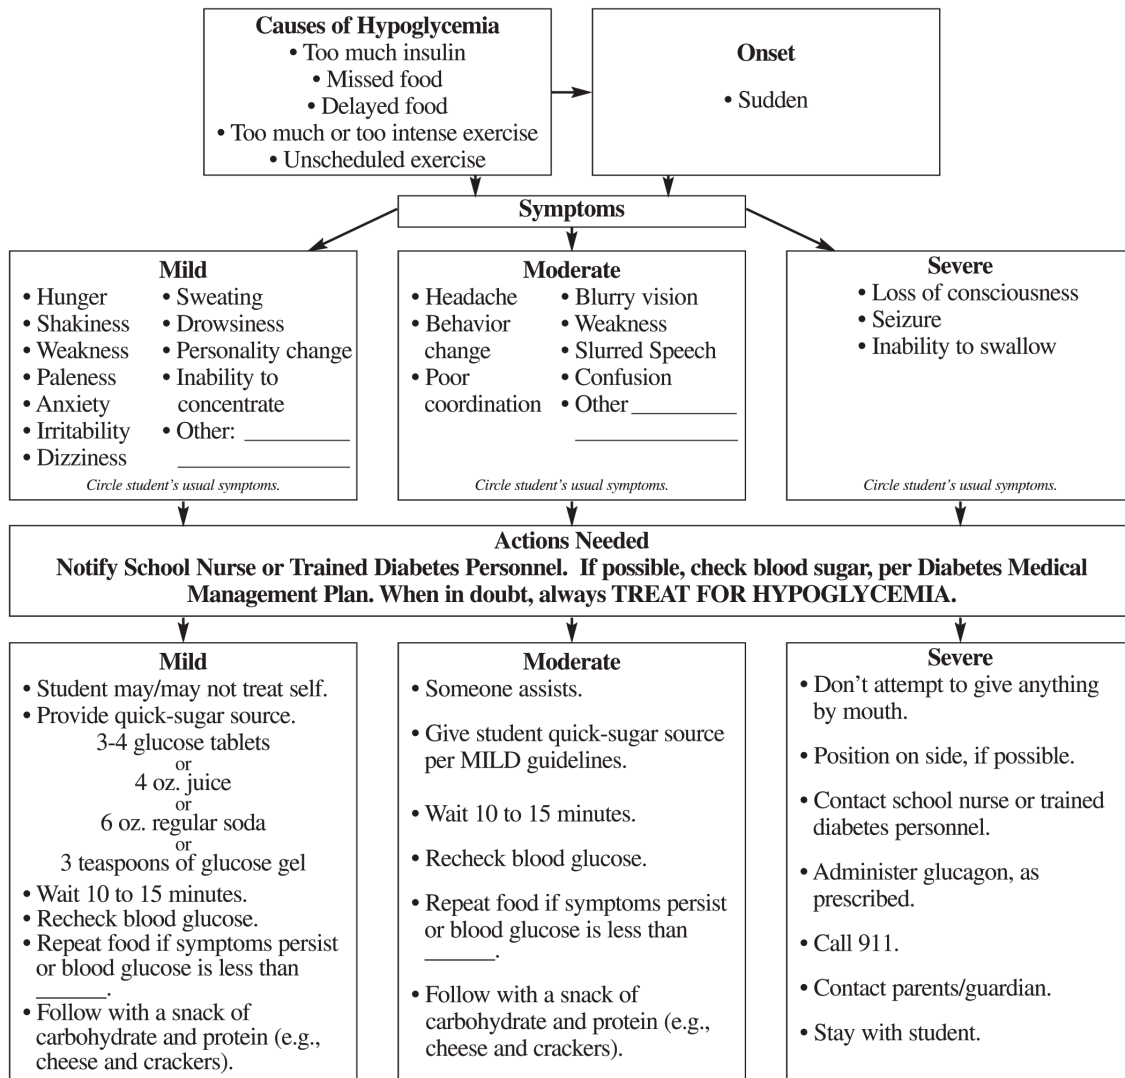 Causes of Hypoglycemia
• Too much insulin
• Missed food
• Delayed food
• Too much or too intense exercise
• Unscheduled exercise
Onset
• Sudden
Symptoms
Mild
• Hunger
• Shakiness
• Weakness
• Paleness
• Anxiety
• Irritability
• Dizziness
• Sweating
• Drowsiness
• Personality change
• Inability to
concentrate
• Other: __________
________________
Circle student’s usual symptoms.
Moderate
• Headache
• Behavior
change
• Poor
coordination
• Blurry vision
• Weakness
• Slurred Speech
• Confusion
• Other __________
_______________
Circle student’s usual symptoms.
Severe
• Loss of consciousness
• Seizure
• Inability to swallow
Circle student’s usual symptoms.
Actions Needed
Notify School Nurse or Trained Diabetes Personnel. If possible, check blood sugar, per Diabetes Medical
Management Plan. When in doubt, always TREAT FOR HYPOGLYCEMIA.
Mild
• Student may/may not treat self.
• Provide quick-sugar source.
3-4 glucose tablets
or
4 oz. juice
or
6 oz. regular soda
or
3 teaspoons of glucose gel
• Wait 10 to 15 minutes.
• Recheck blood glucose.
• Repeat food if symptoms persist
or blood glucose is less than
______.
• Follow with a snack of
carbohydrate and protein (e.g.,
cheese and crackers).
Moderate
• Someone assists.
• Give student quick-sugar source
per MILD guidelines.
• Wait 10 to 15 minutes.
• Recheck blood glucose.
• Repeat food if symptoms persist
or blood glucose is less than
______.
• Follow with a snack of
carbohydrate and protein (e.g.,
cheese and crackers).
Severe
• Don’t attempt to give anything
by mouth.
• Position on side, if possible.
• Contact school nurse or trained
diabetes personnel.
• Administer glucagon, as
prescribed.
• Call 911.
• Contact parents/guardian.
• Stay with student.